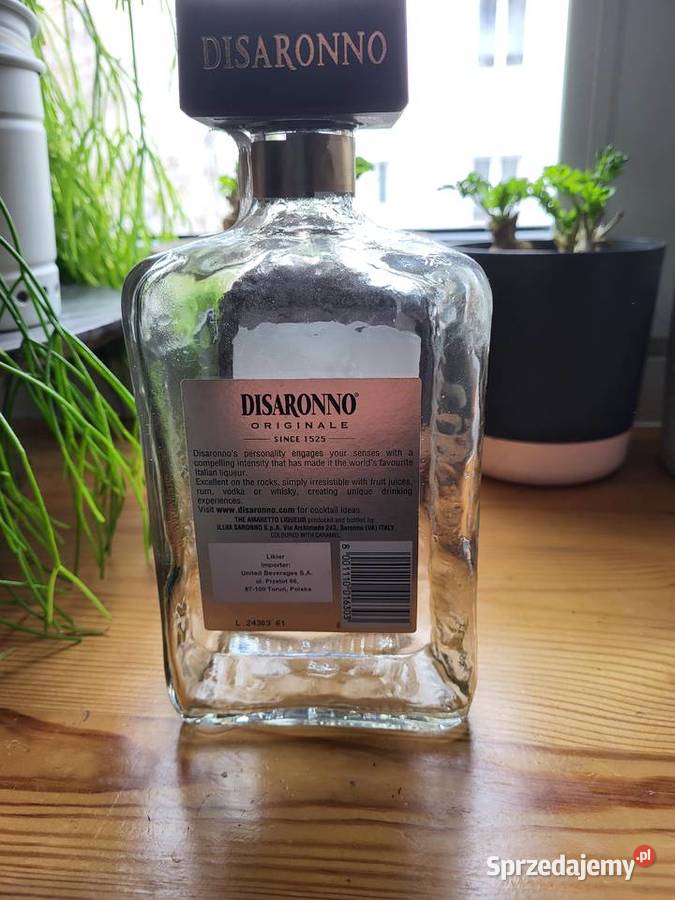 DISARONNO
DISARONNO®
ORIGINALE
SINCE 1525
Disaronno's personality engages your senses with a
compelling intensity that has made it the world's favourite
Italian liqueur.
Excellent on the rocks, simply irresistible with fruit juices,
rum, vodka or whisky, creating unique drinking
experiences.
Visit www.disaronno.com for cocktail ideas.
THE AMARETTO LIQUEUR produced and bottled by:
ILLVA SARONNO S.p.A. Via Archimede 243, Saronno (VA) ITALY
COLOURED WITH CARAMEL
Likier
Importer:
United Beverages S.A.
ul. Przelot 66,
87-100 Toruń, Polska
8 001110 016303
L 24303 61
Sprzedajemy.pl